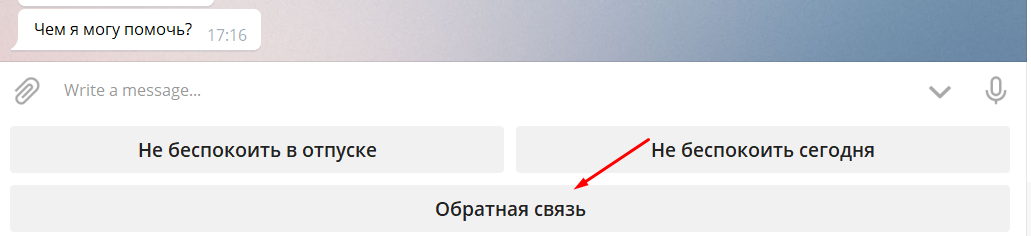 Чем я могу помочь? 17:16
Write a message...
Не беспокоить в отпуске
Не беспокоить сегодня
Обратная связь